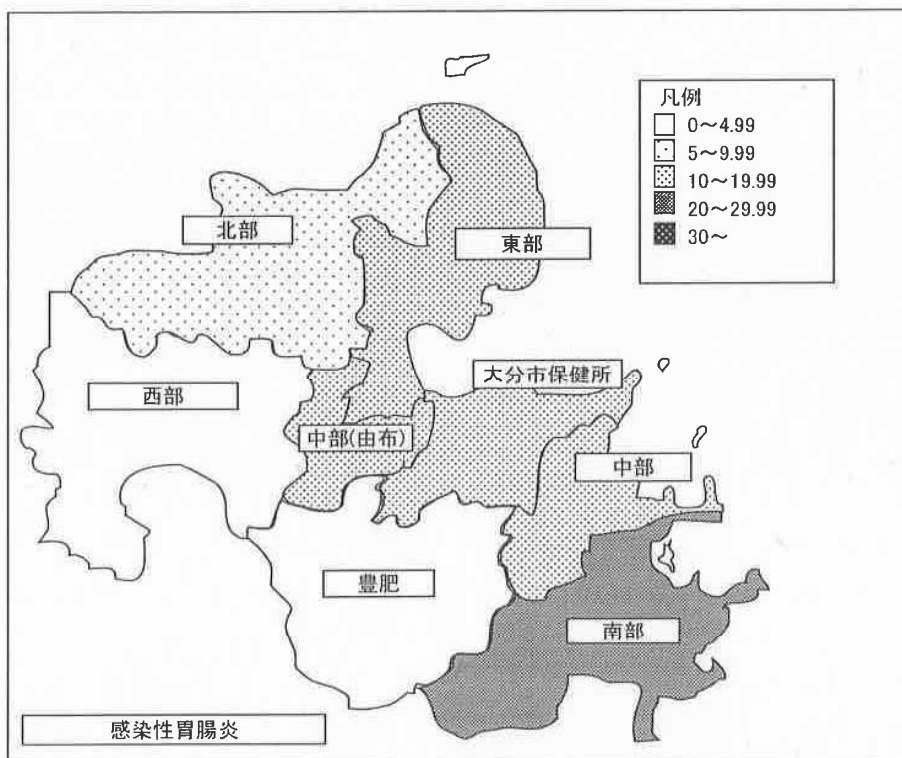 凡例
0～4.99
5～9.99
10～19.99
20～29.99
30～
北部
東部
大分市保健所
西部
中部(由布)
中部
豊肥
南部
感染性胃腸炎